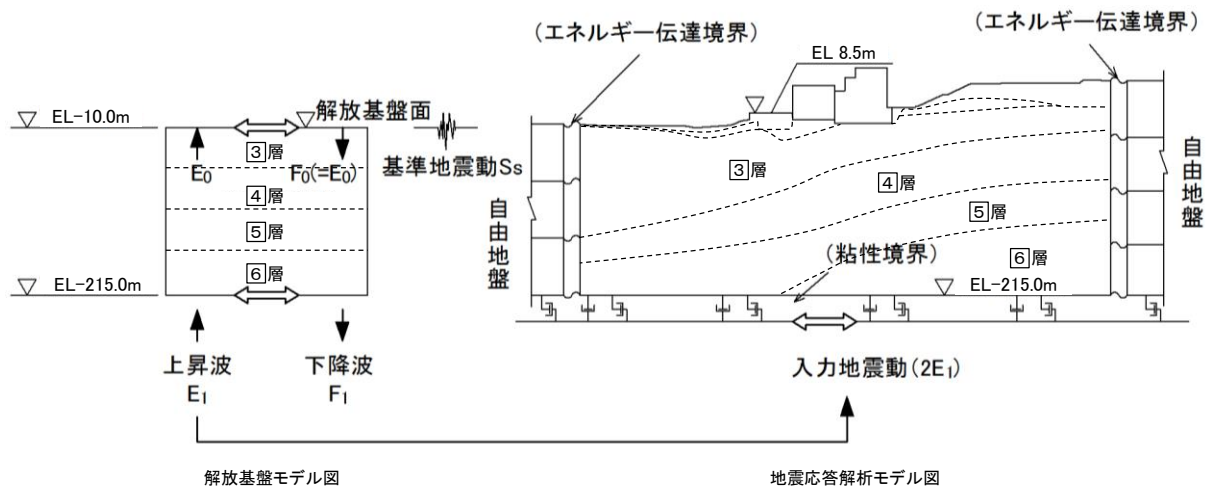 EL-10.0m
解放基盤面
基準地震動Ss
E₀
F₀(=E₀)
③層
④層
⑤層
⑥層
EL-215.0m
上昇波
E₁
下降波
F₁
解放基盤モデル図
(エネルギー伝達境界)
EL 8.5m
(エネルギー伝達境界)
自由地盤
自由地盤
③層
④層
⑤層
⑥層
(粘性境界)
EL-215.0m
入力地震動(2E₁)
地震応答解析モデル図